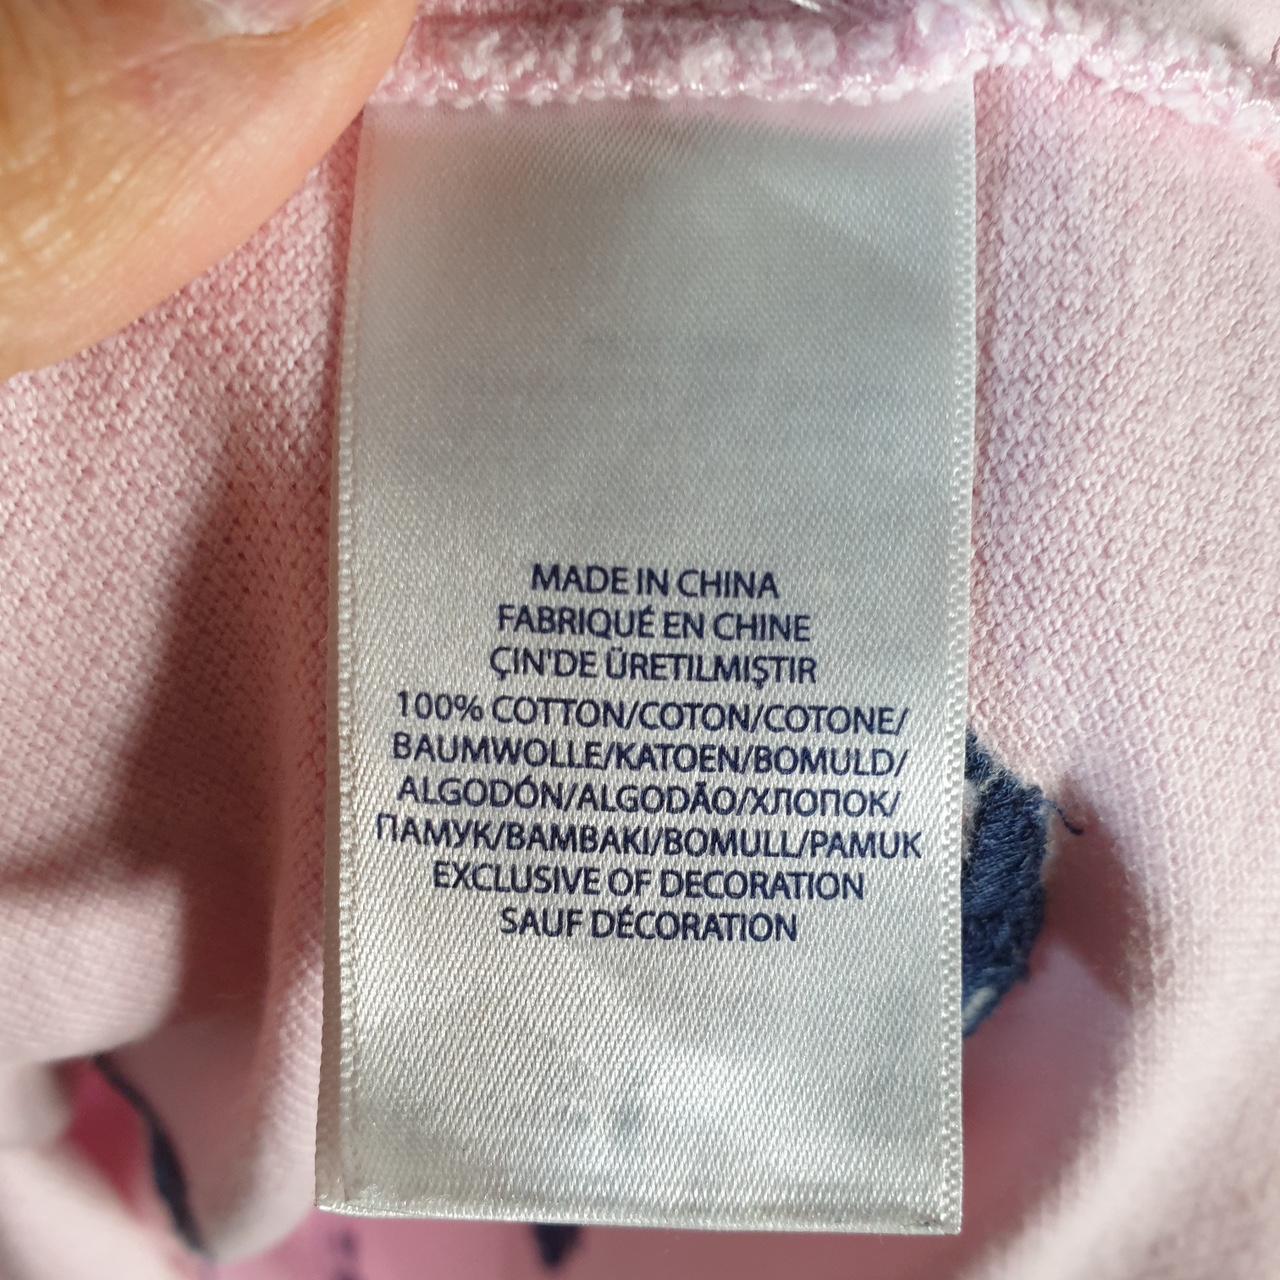 MADE IN CHINA
FABRIQUÉ EN CHINE
ÇIN'DE ÜRETILMIŞTIR
100% COTTON/COTON/COTONE/
BAUMWOLLE/KATOEN/BOMULD/
ALGODÓN/ALGODÃO/ХЛОПОК/
ПАМУК/BAMBAKI/BOMULL/PAMUK
EXCLUSIVE OF DECORATION
SAUF DÉCORATION